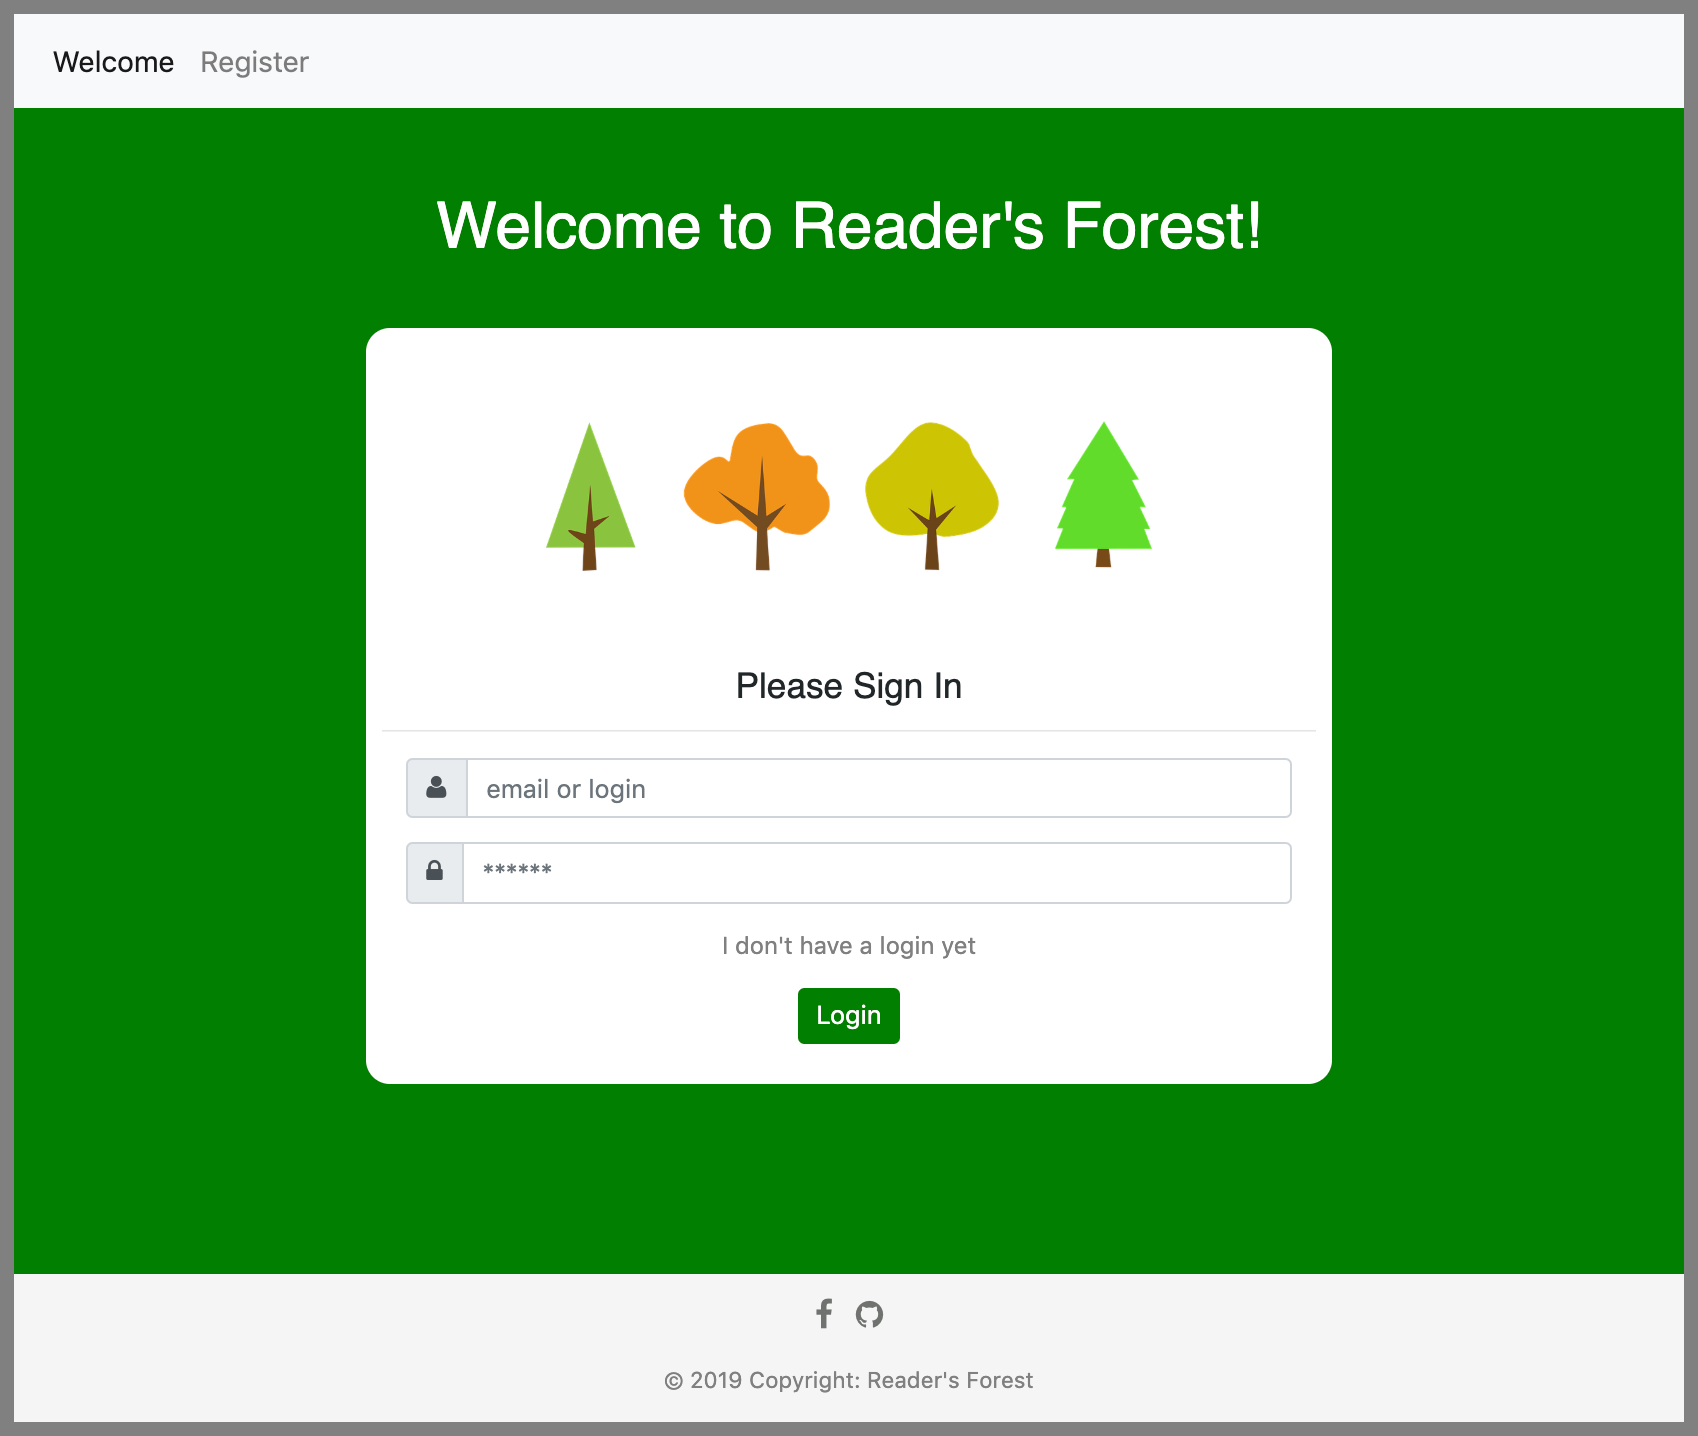 Welcome Register
Welcome to Reader's Forest!
Please Sign In
email or login
******
I don't have a login yet
Login
© 2019 Copyright: Reader's Forest